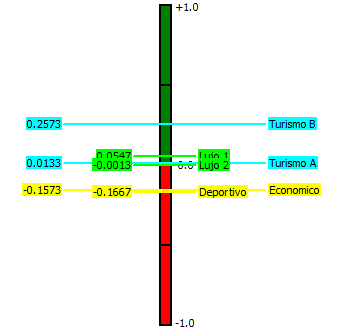 +1.0
0.2573 Turismo B
0.0547 Lujo 1
0.0133 Turismo A
-0.0013 Lujo 2
-0.1573 Economico
-0.1667 Deportivo
-1.0